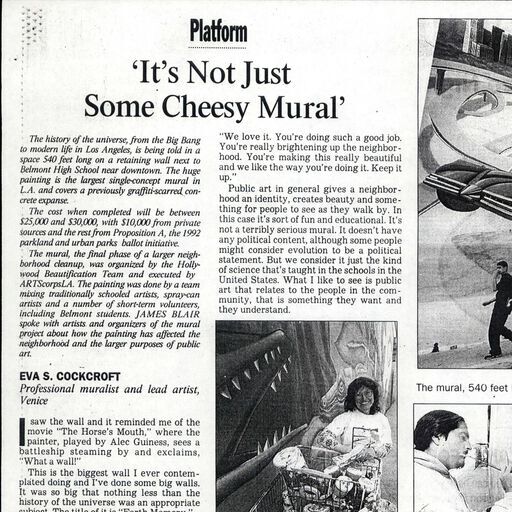 Platform
'It's Not Just
Some Cheesy Mural'
The history of the universe, from the Big Bang
to modern life in Los Angeles, is being told in a
space 540 feet long on a retaining wall next to
Belmont High School near downtown. The huge
painting is the largest single-concept mural in
L.A. and covers a previously graffiti-scarred, con-
crete expanse.
The cost when completed will be between
$25,000 and $30,000, with $10,000 from private
sources and the rest from Proposition A, the 1992
parkland and urban parks ballot initiative.
The mural, the final phase of a larger neigh-
borhood cleanup, was organized by the Holly-
wood Beautification Team and executed by
ARTScorpsLA. The painting was done by a team
mixing traditionally schooled artists, spray-can
artists and a number of short-term volunteers,
including Belmont students. JAMES BLAIR
spoke with artists and organizers of the mural
project about how the painting has affected the
neighborhood and the larger purposes of public
art.
EVA S. COCKCROFT
Professional muralist and lead artist,
Venice
I saw the wall and it reminded me of the
movie "The Horse's Mouth," where the
painter, played by Alec Guiness, sees a
battleship steaming by and exclaims,
"What a wall!"
This is the biggest wall I ever contem-
plated doing and I've done some big walls.
It was so big that nothing less than the
history of the universe was an appropriate
subject. The title of it is "Earth Memory."
"We love it. You're doing such a good job.
You're really brightening up the neighbor-
hood. You're making this really beautiful
and we like the way you're doing it. Keep it
up."
Public art in general gives a neighbor-
hood an identity, creates beauty and some-
thing for people to see as they walk by. In
this case it's sort of fun and educational. It's
not a terribly serious mural. It doesn't have
any political content, although some people
might consider evolution to be a political
statement. But we consider it just the kind
of science that's taught in the schools in the
United States. What I like to see is public
art that relates to the people in the com-
munity, that is something they want and
they understand.
The mural, 540 feet